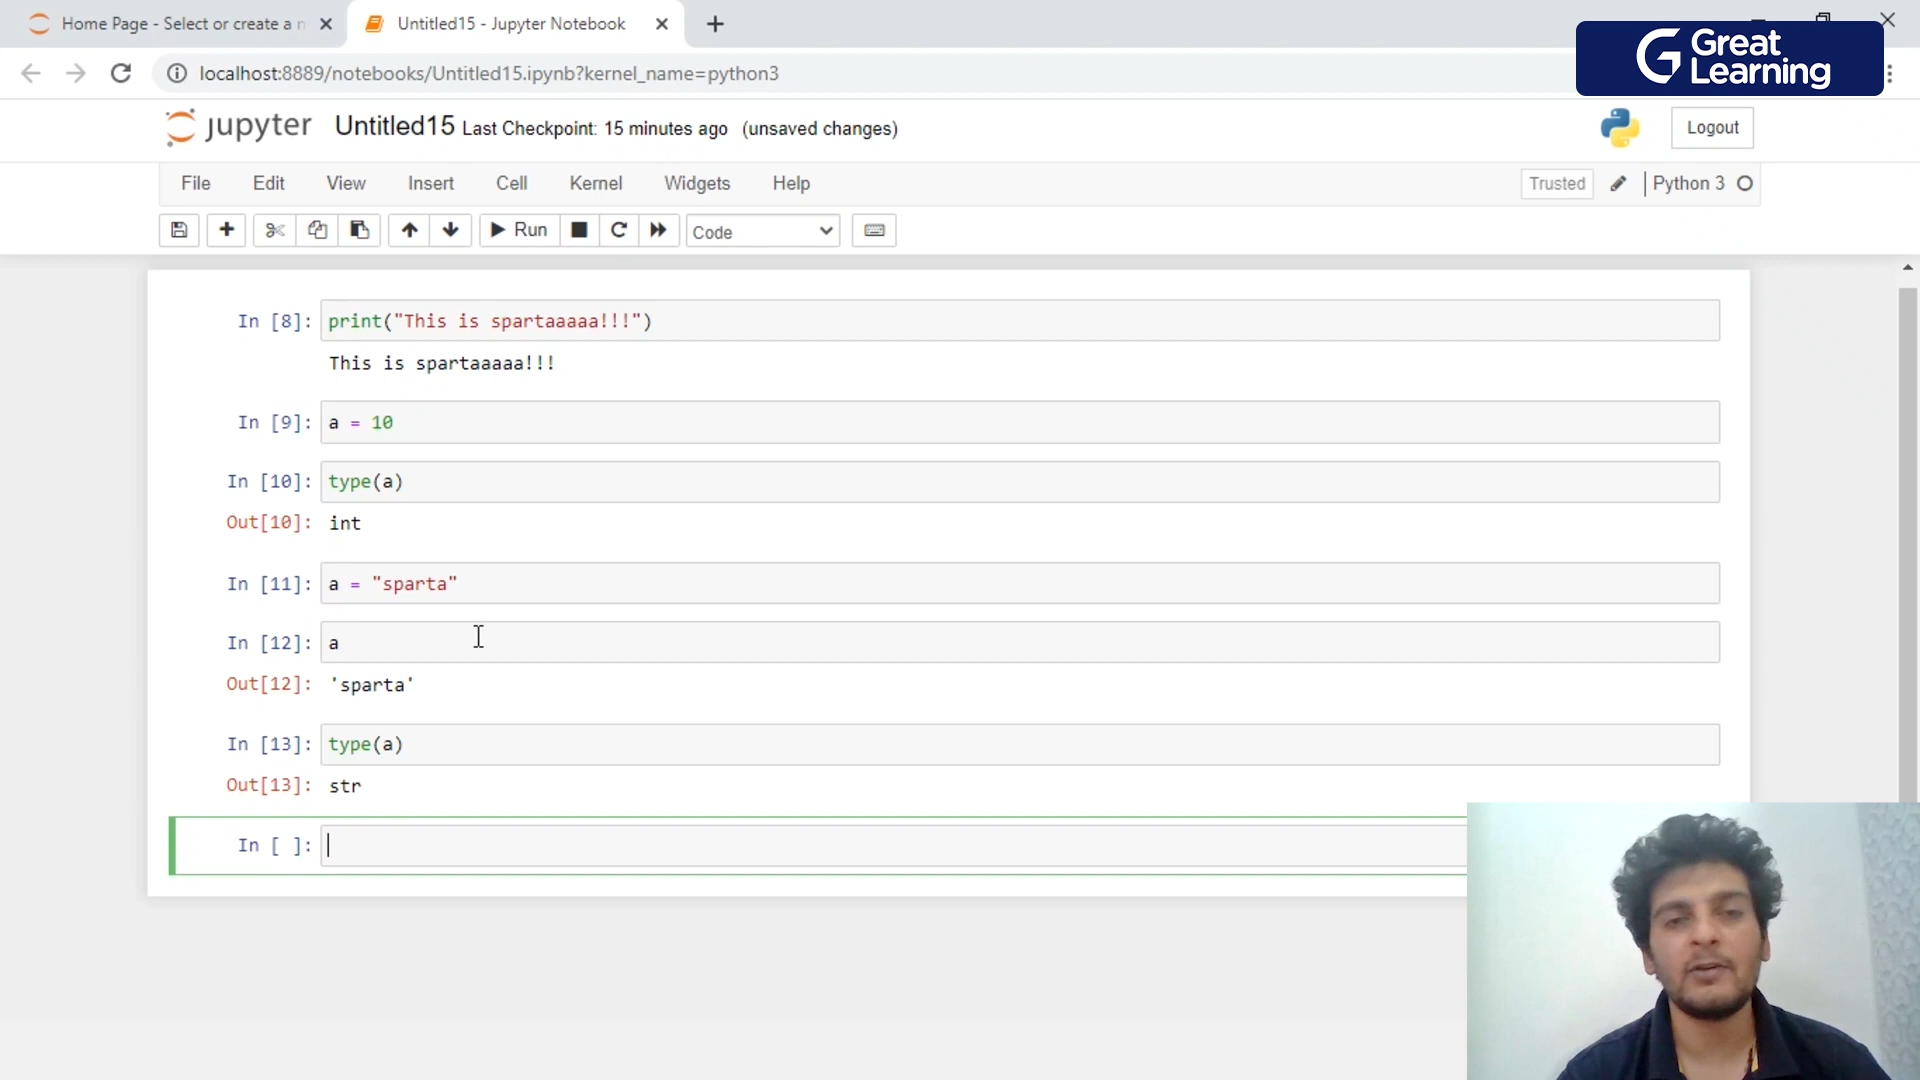 Home Page - Select or create a n
Untitled15 - Jupyter Notebook
localhost:8889/notebooks/Untitled15.ipynb?kernel_name=python3
Great
Learning
jupyter Untitled15 Last Checkpoint: 15 minutes ago (unsaved changes)
Logout
File Edit View Insert Cell Kernel Widgets Help
Trusted Python 3
Run Code
In [8]: print("This is spartaaaaa!!!")
This is spartaaaaa!!!
In [9]: a = 10
In [10]: type(a)
Out[10]: int
In [11]: a = "sparta"
In [12]: a
Out[12]: 'sparta'
In [13]: type(a)
Out[13]: str
In [ ]: